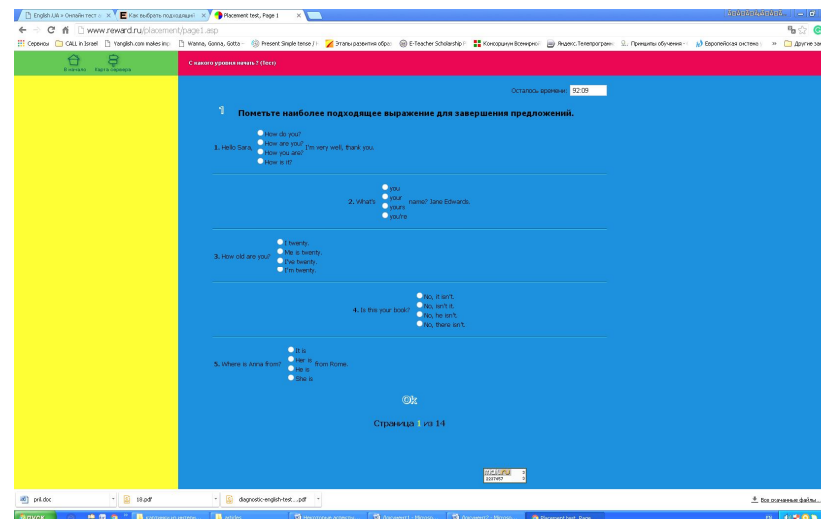 English.UA » Онлайн тест
Как выбрать подходящий
Placement test, Page 1
www.reward.ru/placement/page1.asp
Сервисы CALL in Israel Yanglish.com makes my Wanna, Gonna, Gotta Present Simple tense / Этапы развития обра E-Teacher Scholarship Консорциум Всемирно Яндекс.Телепрограм Принципы обучения Европейская система » Другие за
В начало Карта сервера
С какого уровня начать ? (Тест)
Осталось времени: 92:09
1 Пометьте наиболее подходящее выражение для завершения предложений.
How do you?
1. Hello Sara, How are you? I'm very well, thank you.
How you are?
How is it?
you
2. What's your name? Jane Edwards.
yours
you're
I twenty.
3. How old are you? Me is twenty.
I've twenty.
I'm twenty.
No, it isn't.
4. Is this your book? No, isn't it.
No, he isn't.
No, there isn't.
It is
5. Where is Anna from? Her is from Rome.
He is
She is
Ok
Страница 1 из 14
pril.doc 18.pdf diagnostic-english-test....pdf Все скачанные файлы...
articles Placement test, Page